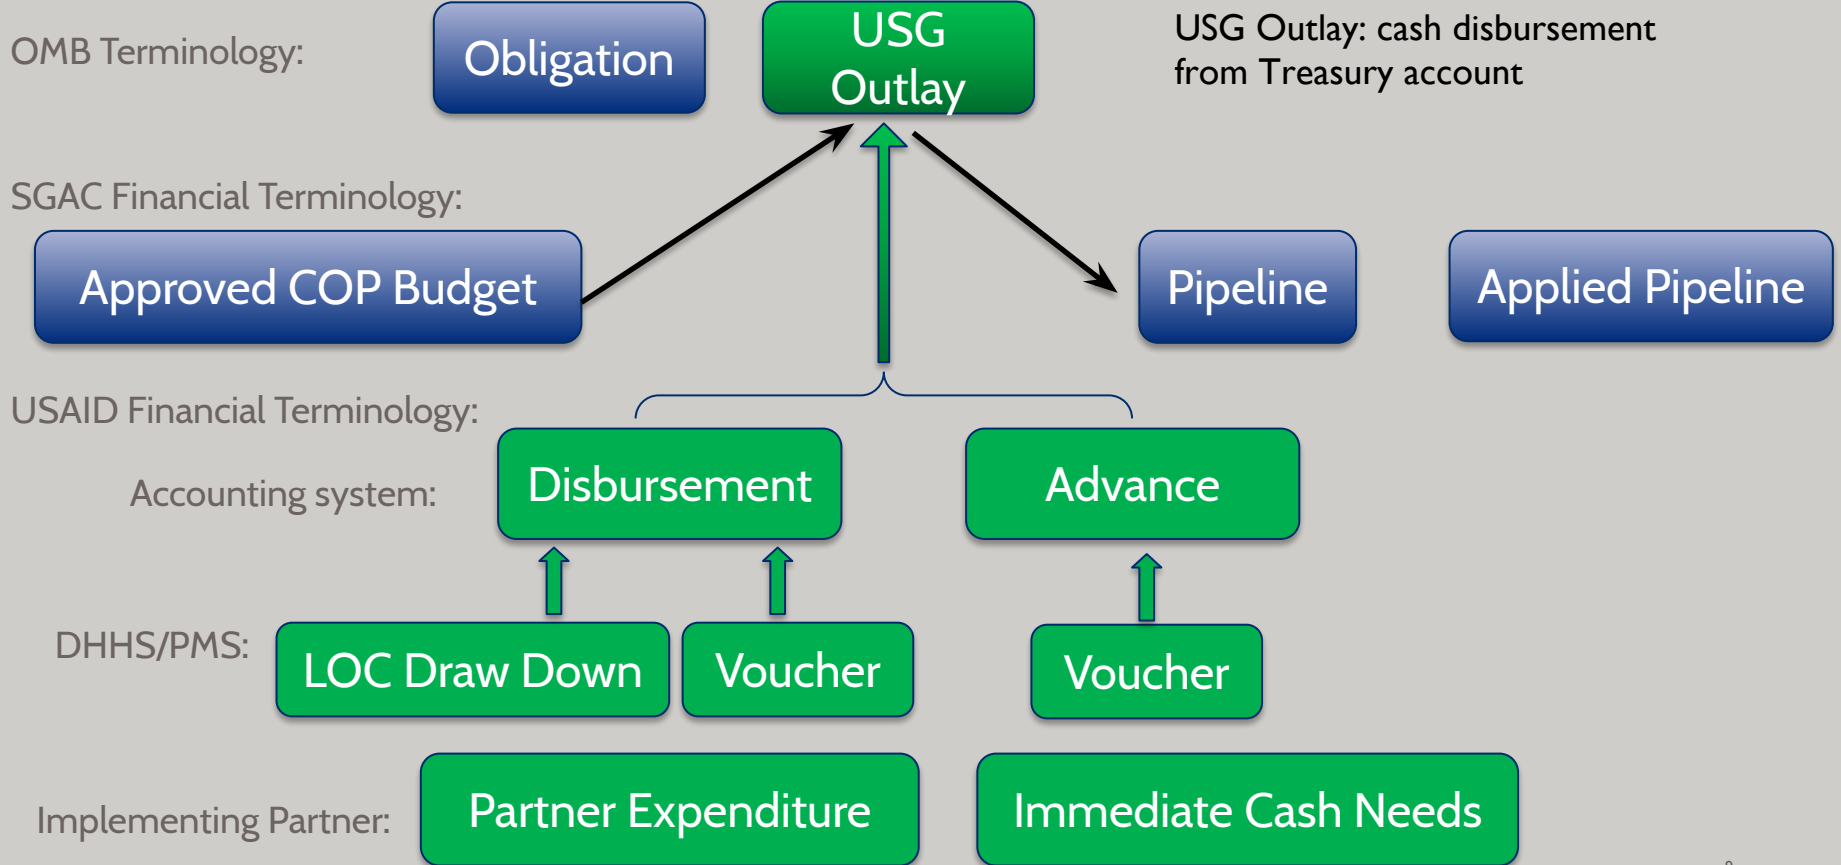 OMB Terminology:
Obligation
USG
Outlay
USG Outlay: cash disbursement
from Treasury account
SGAC Financial Terminology:
Approved COP Budget
Pipeline
Applied Pipeline
USAID Financial Terminology:
Accounting system:
Disbursement
Advance
DHHS/PMS:
LOC Draw Down
Voucher
Voucher
Implementing Partner:
Partner Expenditure
Immediate Cash Needs